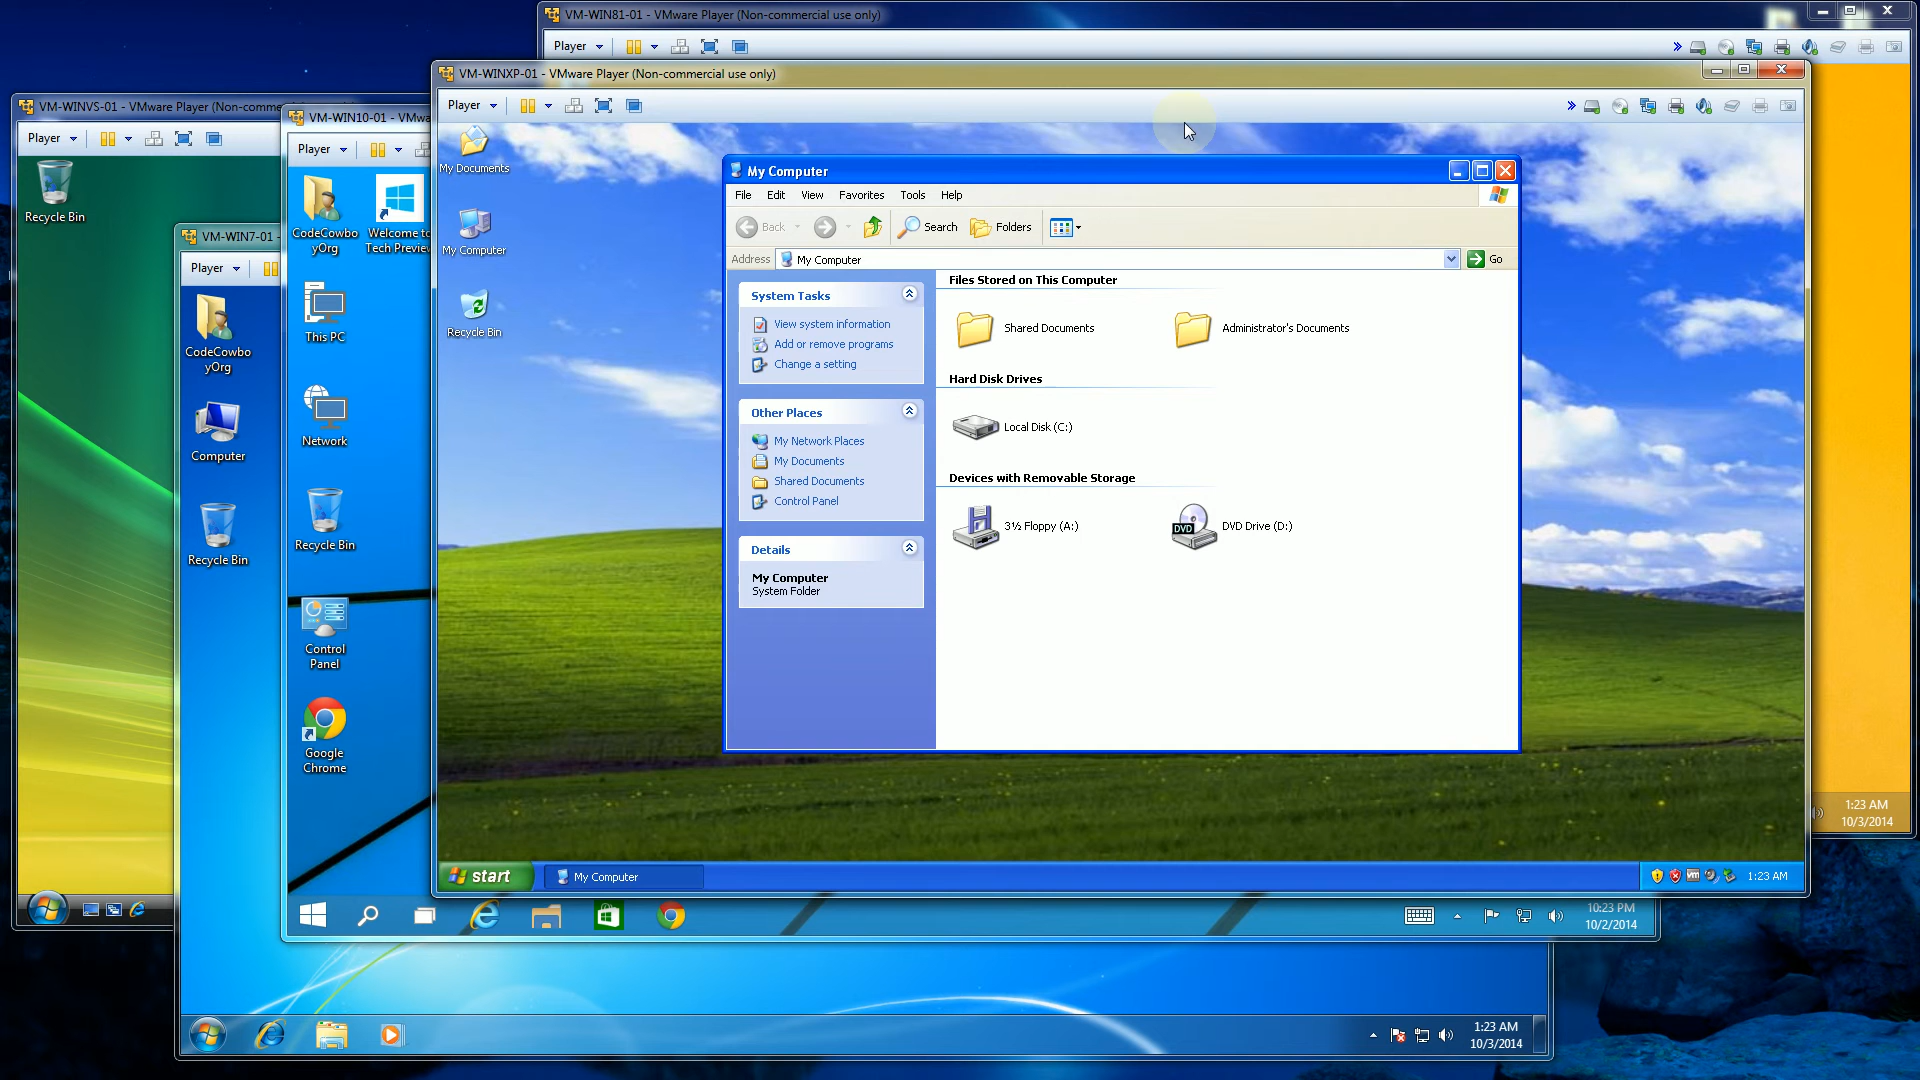 VM-WIN81-01 - VMware Player (Non-commercial use only)
Player
VM-WINXP-01 - VMware Player (Non-commercial use only)
Player
VM-WINVS-01 - VMware Player (Non-comme
Player
Recycle Bin
VM-WIN7-01 -
Player
CodeCowbo
yOrg
Computer
Recycle Bin
VM-WIN10-01 - VMwa
Player
CodeCowbo
yOrg
Welcome to
Tech Preview
This PC
Network
Recycle Bin
Control
Panel
Google
Chrome
My Documents
My Computer
Recycle Bin
My Computer
File Edit View Favorites Tools Help
Back Search Folders
Address My Computer Go
System Tasks
View system information
Add or remove programs
Change a setting
Other Places
My Network Places
My Documents
Shared Documents
Control Panel
Details
My Computer
System Folder
Files Stored on This Computer
Shared Documents Administrator's Documents
Hard Disk Drives
Local Disk (C:)
Devices with Removable Storage
3½ Floppy (A:) DVD DVD Drive (D:)
1:23 AM
10/3/2014
start My Computer vm 1:23 AM
10:23 PM
10/2/2014
1:23 AM
10/3/2014